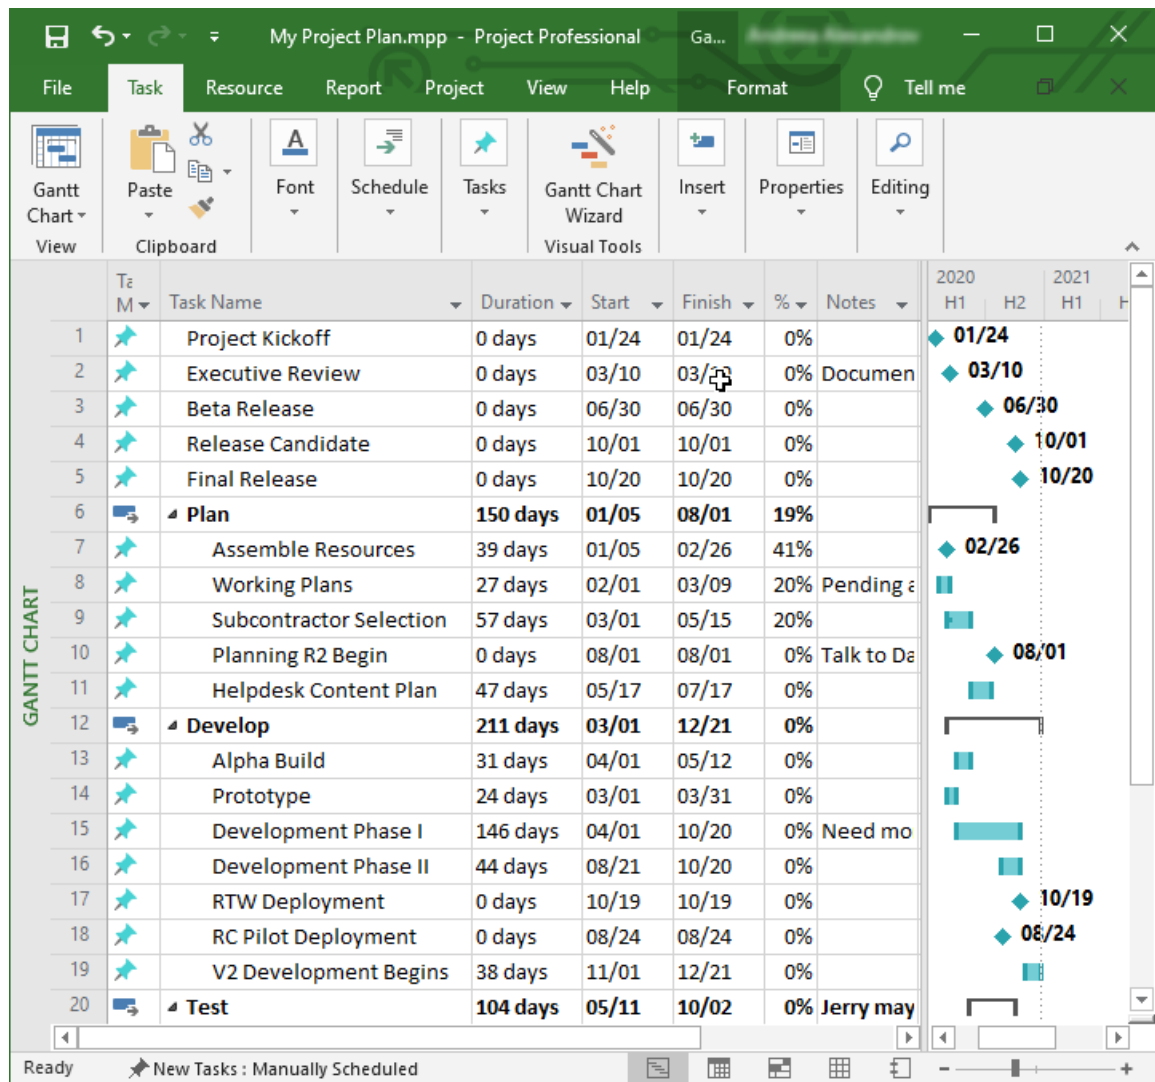 My Project Plan.mpp - Project Professional Ga...
File Task Resource Report Project View Help Format Tell me
Gantt Chart Paste Font Schedule Tasks Gantt Chart Wizard Insert Properties Editing
View Clipboard Visual Tools
2020 2021
Task Name Duration Start Finish % Notes H1 H2 H1
1 Project Kickoff 0 days 01/24 01/24 0% 01/24
2 Executive Review 0 days 03/10 0% Documen 03/10
3 Beta Release 0 days 06/30 06/30 0% 06/30
4 Release Candidate 0 days 10/01 10/01 0% 10/01
5 Final Release 0 days 10/20 10/20 0% 10/20
6 Plan 150 days 01/05 08/01 19%
7 Assemble Resources 39 days 01/05 02/26 41% 02/26
8 Working Plans 27 days 02/01 03/09 20% Pending a
9 Subcontractor Selection 57 days 03/01 05/15 20%
10 Planning R2 Begin 0 days 08/01 08/01 0% Talk to Da 08/01
11 Helpdesk Content Plan 47 days 05/17 07/17 0%
12 Develop 211 days 03/01 12/21 0%
13 Alpha Build 31 days 04/01 05/12 0%
14 Prototype 24 days 03/01 03/31 0%
15 Development Phase I 146 days 04/01 10/20 0% Need mo
16 Development Phase II 44 days 08/21 10/20 0%
17 RTW Deployment 0 days 10/19 10/19 0% 10/19
18 RC Pilot Deployment 0 days 08/24 08/24 0% 08/24
19 V2 Development Begins 38 days 11/01 12/21 0%
20 Test 104 days 05/11 10/02 0% Jerry may
GANTT CHART
Ready New Tasks : Manually Scheduled